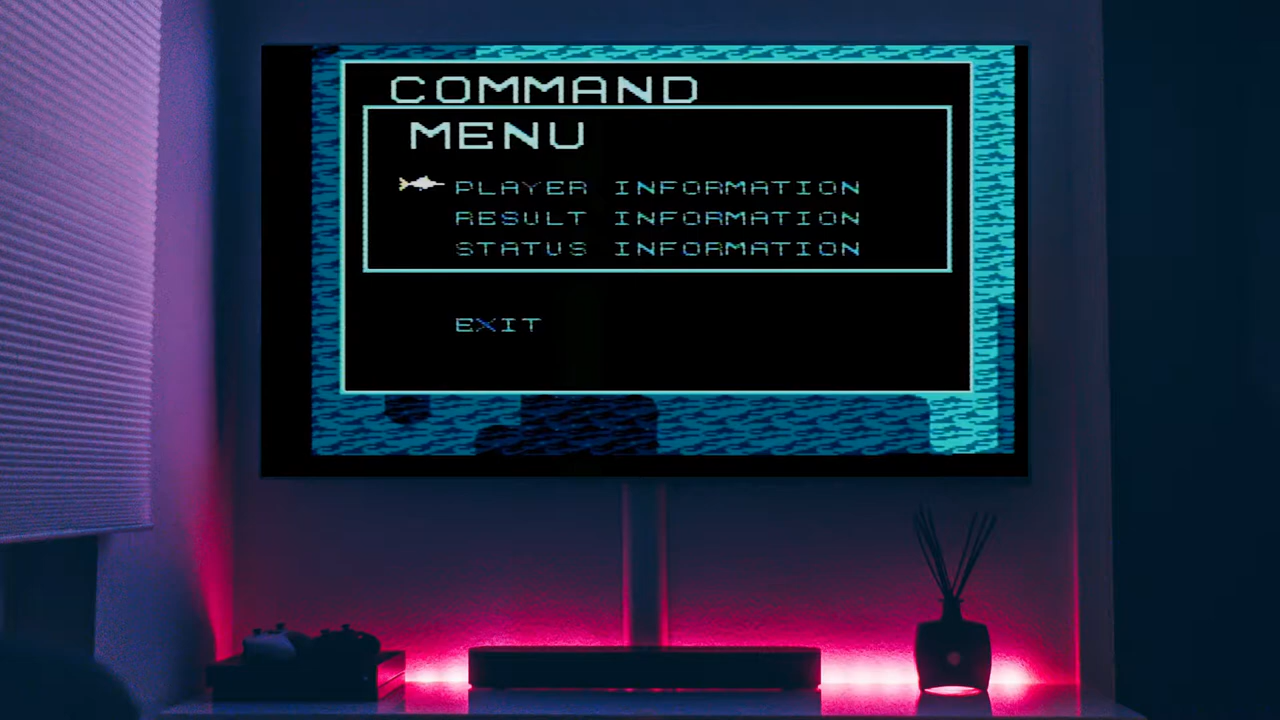 COMMAND
MENU
PLAYER INFORMATION
RESULT INFORMATION
STATUS INFORMATION
EXIT